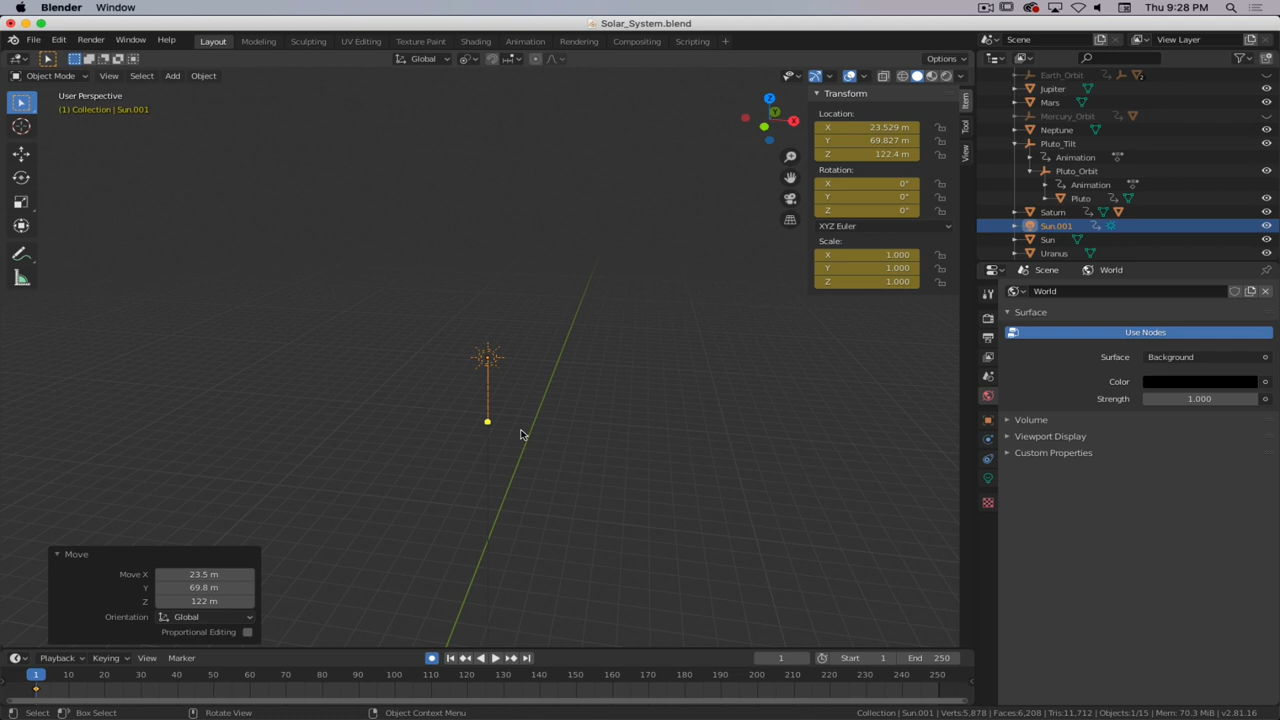 Blender Window Thu 9:28 PM
Solar_System.blend
File Edit Render Window Help Layout Modeling Sculpting UV Editing Texture Paint Shading Animation Rendering Compositing Scripting + Scene View Layer
Global Options
Object Mode View Select Add Object
User Perspective
(1) Collection | Sun.001
Z
Y
X
Transform
Location:
X 23.529 m
Y 69.827 m
Z 122.4 m
Rotation:
X 0°
Y 0°
Z 0°
XYZ Euler
Scale:
X 1.000
Y 1.000
Z 1.000
Item
Tool
View
Earth_Orbit 2
Jupiter
Mars
Mercury_Orbit
Neptune
Pluto_Tilt
Animation
Pluto_Orbit
Animation
Pluto
Saturn
Sun.001
Sun
Uranus
Scene World
World
Surface
Use Nodes
Surface Background
Color
Strength 1.000
Volume
Viewport Display
Custom Properties
Move
Move X 23.5 m
Y 69.8 m
Z 122 m
Orientation Global
Proportional Editing
Playback Keying View Marker 1 Start 1 End 250
1 10 20 30 40 50 60 70 80 90 100 110 120 130 140 150 160 170 180 190 200 210 220 230 240 250
Select Box Select Rotate View Object Context Menu Collection | Sun.001 | Verts:5,878 | Faces:6,208 | Tris:11,712 | Objects:1/15 | Mem: 70.3 MiB | v2.81.16